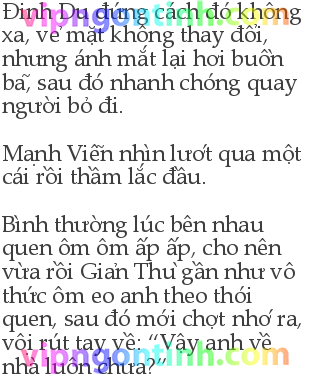 Đinh Du đứng cách đó không
xa, vẻ mặt không thay đổi,
nhưng ánh mắt lại hơi buồn
bã, sau đó nhanh chóng quay
người bỏ đi.
Mạnh Viễn nhìn lướt qua một
cái rồi thầm lắc đầu.
Bình thường lúc bên nhau
quen ôm ôm ấp ấp, cho nên
vừa rồi Giản Thư gần như vô
thức ôm eo anh theo thói
quen, sau đó mới chợt nhớ ra,
vội rút tay về: “Vậy anh về
nhà luôn chưa?”
vipngontinh.com
vipngontinh.com